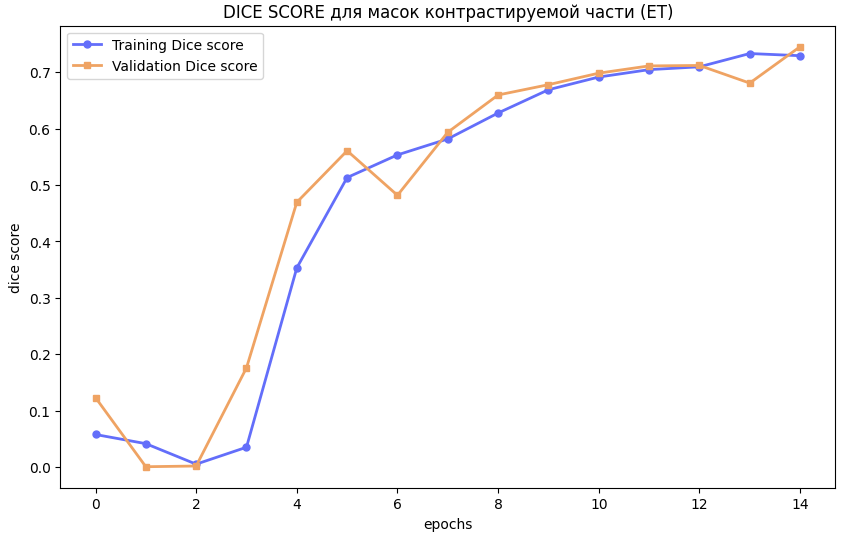 DICE SCORE для масок контрастируемой части (ET)
Training Dice score
Validation Dice score
dice score
0.7
0.6
0.5
0.4
0.3
0.2
0.1
0.0
0 2 4 6 8 10 12 14
epochs